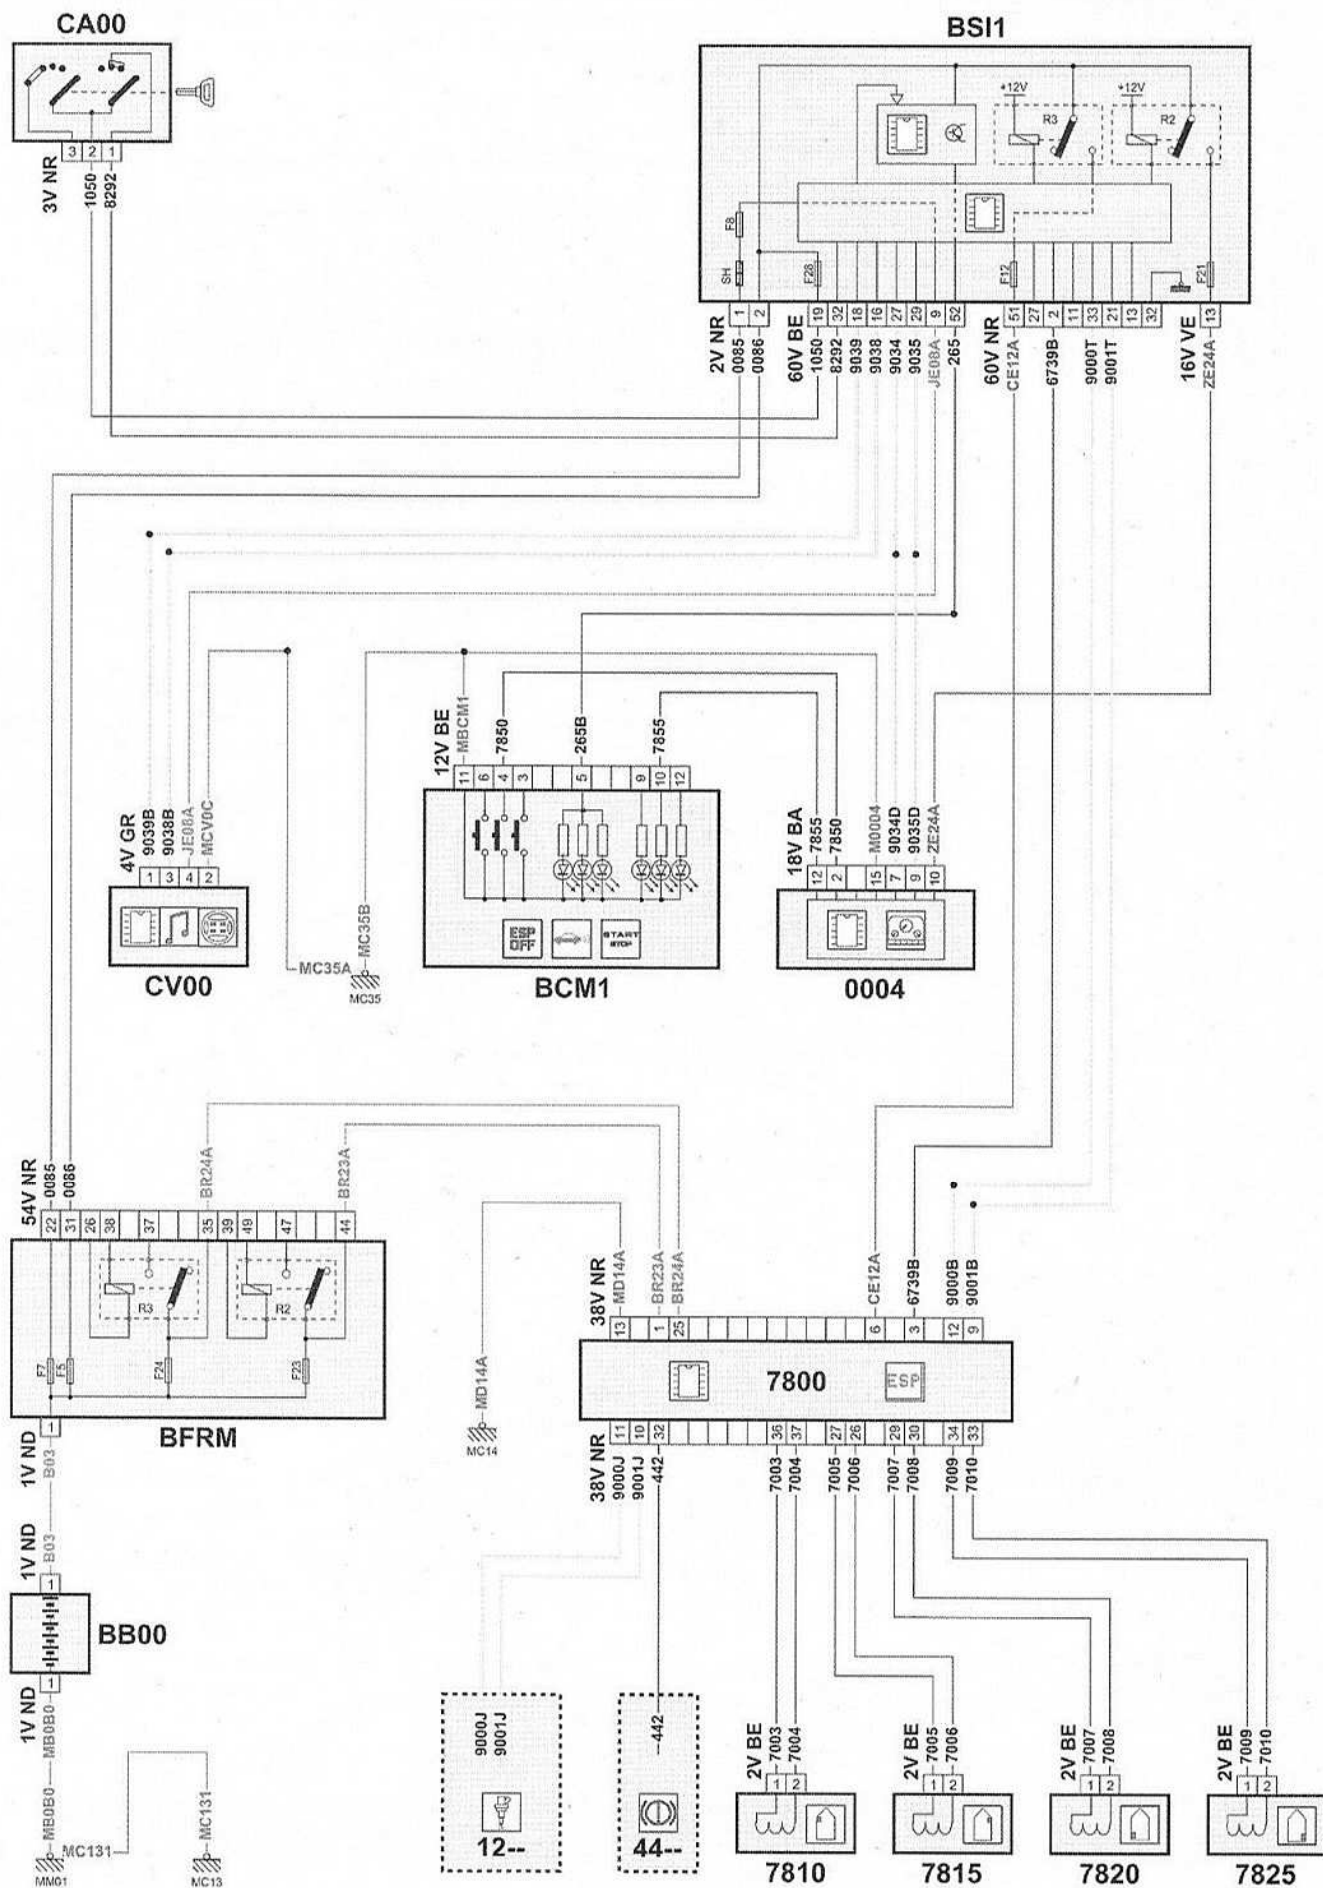 CA00
BSI1
+12V
+12V
R3
R2
3 2 1
3V NR
1050
8292
F8
SH
F28
F12
F21
1 2 19 32 18 16 27 29 9 52 51 27 2 11 33 21 13 32 13
2V NR
0085
0086
60V BE
1050
8292
9039
9038
9034
9035
JE08A
265
60V NR
CE12A
6739B
9000T
9001T
16V VE
ZE24A
12V BE
MBCM1
7850
265B
7855
11 6 4 3 5 9 10 12
4V GR
9039B
9038B
JE08A
MCV0C
1 3 4 2
18V BA
7855
7850
M0004
9034D
9035D
ZE24A
12 2 15 7 9 10
ESP OFF
START STOP
CV00
MC35A
MC35B
MC35
BCM1
0004
54V NR
0085
0086
BR24A
BR23A
22 31 26 38 37 35 39 49 47 44
R3
R2
F7
F5
F24
F23
BFRM
38V NR
MD14A
BR23A
BR24A
CE12A
6739B
9000B
9001B
13 1 25 6 3 12 9
7800
ESP
MD14A
MC14
11 10 32 36 37 27 26 29 30 34 33
38V NR
9000J
9001J
442
7003
7004
7005
7006
7007
7008
7009
7010
1
1V ND
B03
1V ND
B03
1
BB00
1
1V ND
MB0B0
MB0B0
MC131
MC131
MM01
MC13
9000J
9001J
12--
442
44--
2V BE
7003
7004
1 2
7810
2V BE
7005
7006
1 2
7815
2V BE
7007
7008
1 2
7820
2V BE
7009
7010
1 2
7825